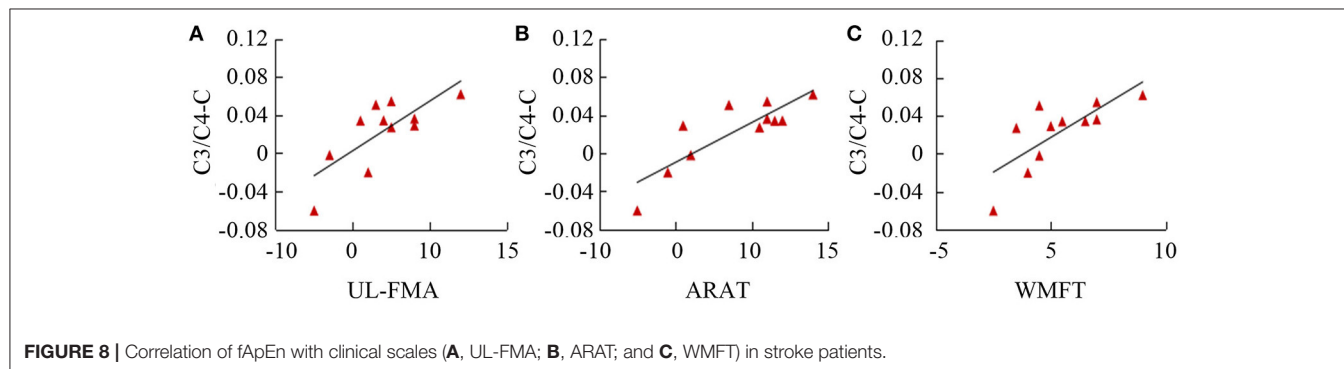 A
0.12
0.08
0.04
0
-0.04
-0.08
C3/C4-C
-10
0
10
15
UL-FMA
B
0.12
0.08
0.04
0
-0.04
-0.08
C3/C4-C
-10
0
10
15
ARAT
C
0.12
0.08
0.04
0
-0.04
-0.08
C3/C4-C
-5
5
10
WMFT
FIGURE 8 | Correlation of fApEn with clinical scales (A, UL-FMA; B, ARAT; and C, WMFT) in stroke patients.